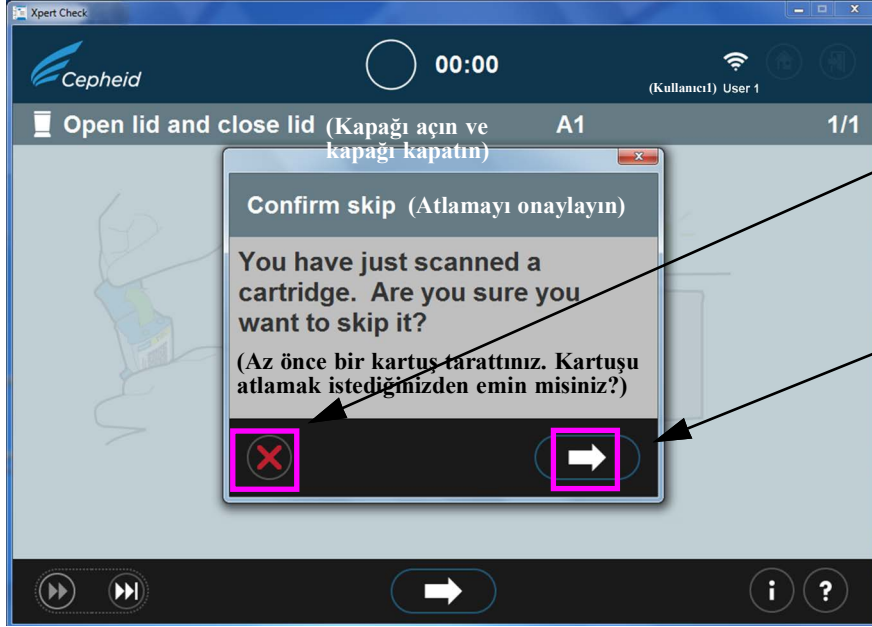 Xpert Check
Cepheid
00:00
(Kullanıcı1) User 1
Open lid and close lid (Kapağı açın ve
kapağı kapatın)
A1
1/1
Confirm skip (Atlamayı onaylayın)
You have just scanned a
cartridge. Are you sure you
want to skip it?
(Az önce bir kartuş tarattınız. Kartuşu
atlamak istediğinizden emin misiniz?)
i
?